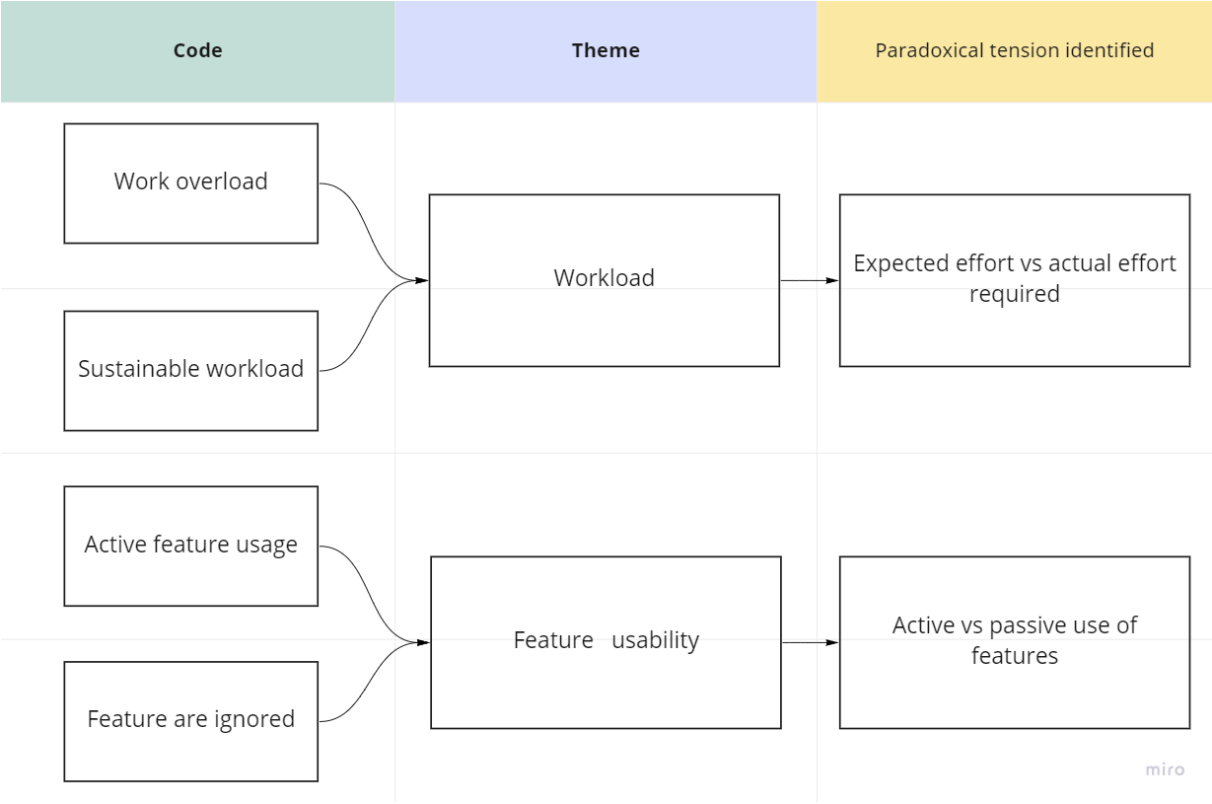 Code
Theme
Paradoxical tension identified
Work overload
Sustainable workload
Workload
Expected effort vs actual effort
required
Active feature usage
Feature are ignored
Feature usability
Active vs passive use of
features
miro